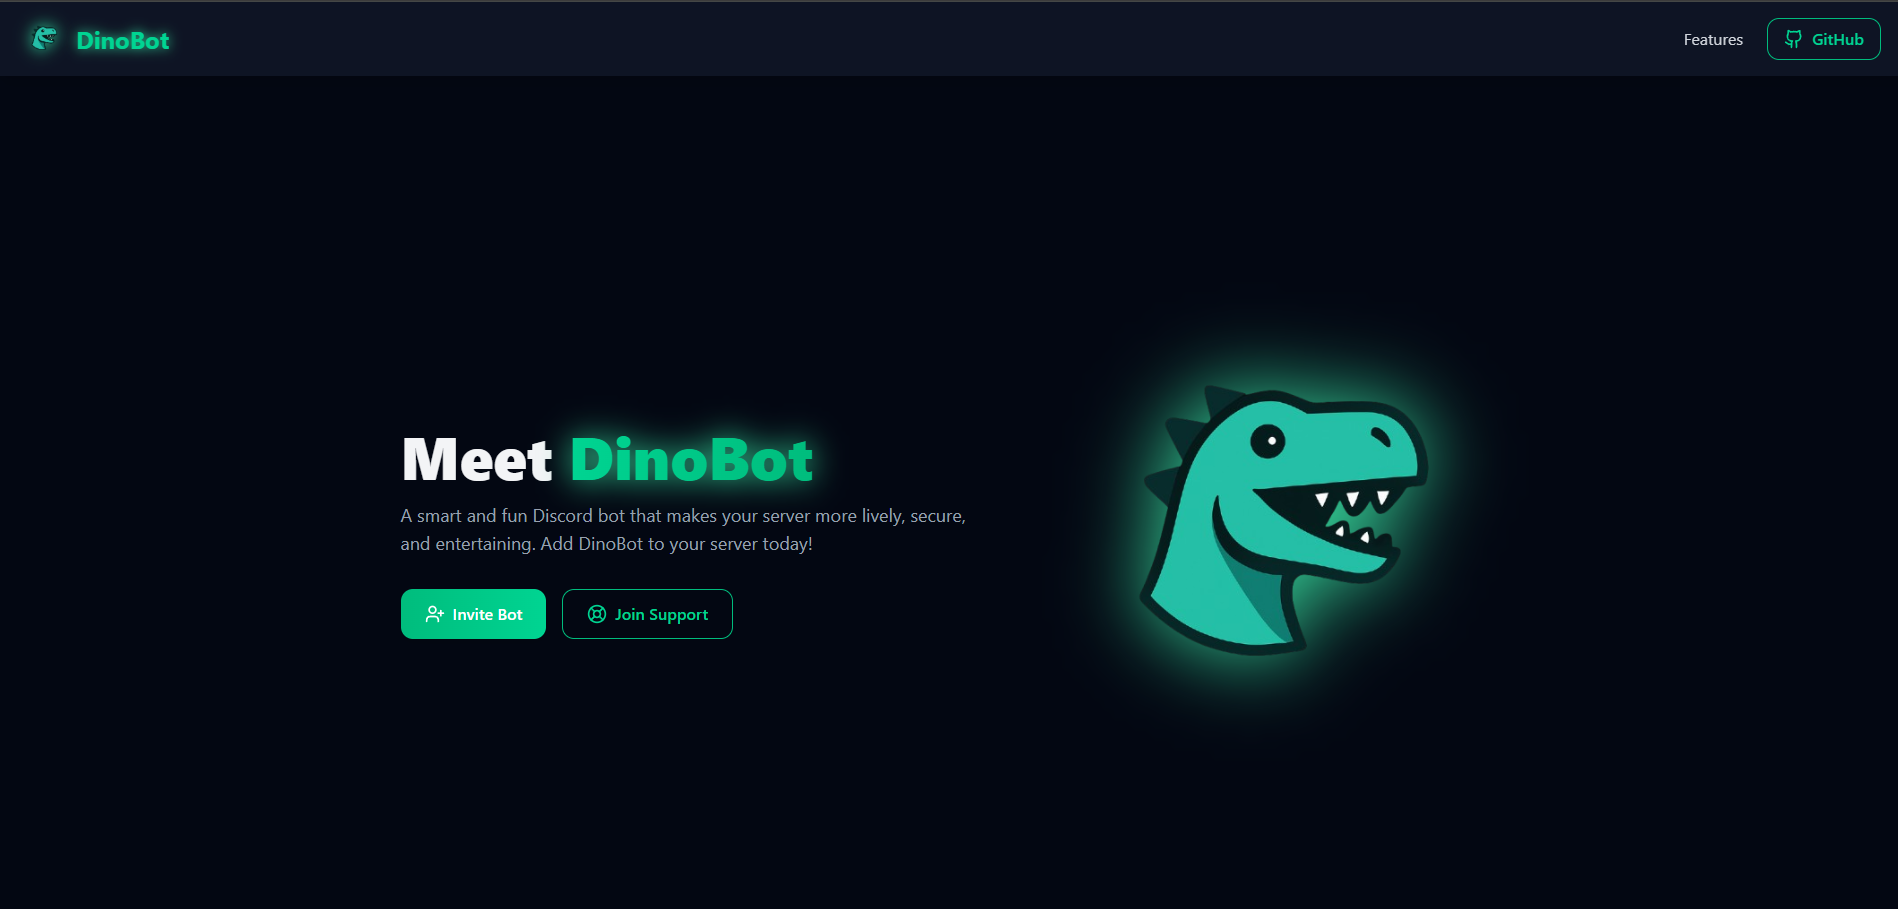 DinoBot
Features
GitHub
Meet DinoBot
A smart and fun Discord bot that makes your server more lively, secure,
and entertaining. Add DinoBot to your server today!
Invite Bot
Join Support